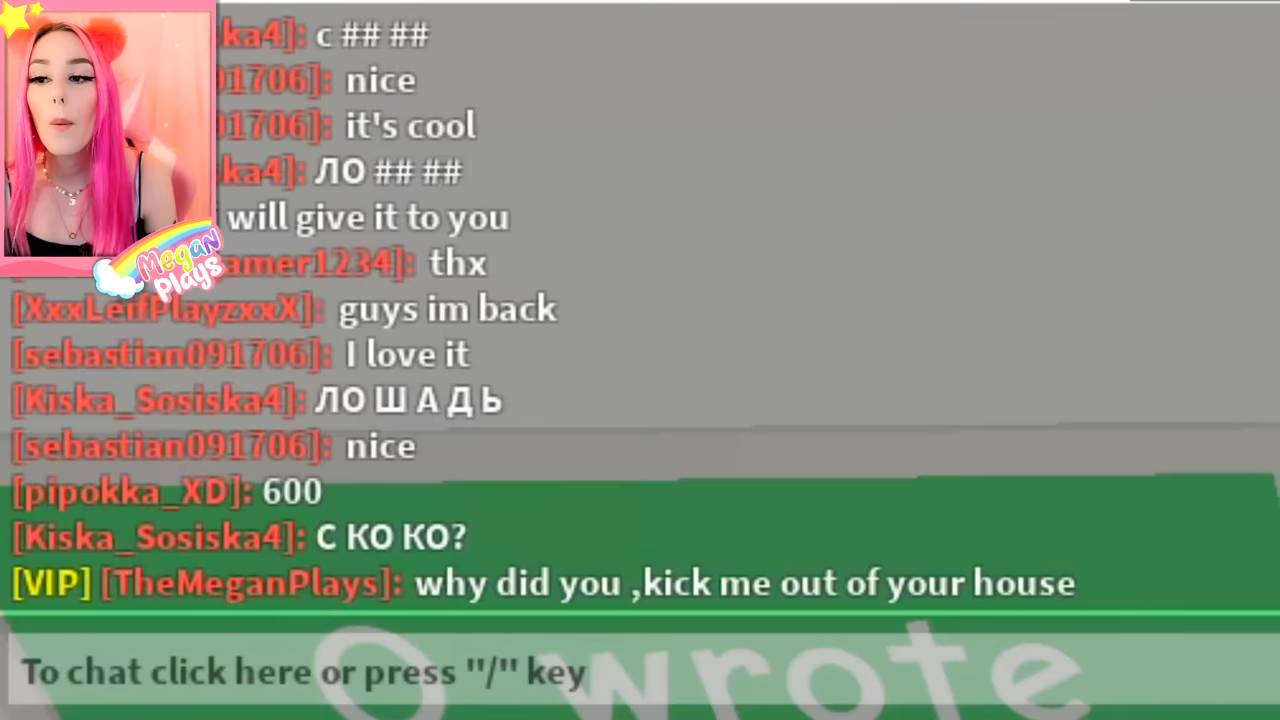 ka4]: с ## ##
01706]: nice
01706]: it's cool
ka4]: ЛО ## ##
will give it to you
amer1234]: thx
[XxxLeifPlayzxxX]: guys im back
[sebastian091706]: I love it
[Kiska_Sosiska4]: ЛО Ш А Д Ь
[sebastian091706]: nice
[pipokka_XD]: 600
[Kiska_Sosiska4]: С КО КО?
[VIP] [TheMeganPlays]: why did you ,kick me out of your house
To chat click here or press "/" key
O wrote
Megan
Plays